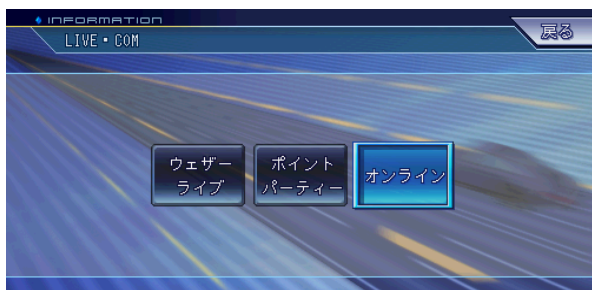 INFORMATION
戻る
LIVE・COM
ウェザー
ライブ
ポイント
パーティー
オンライン